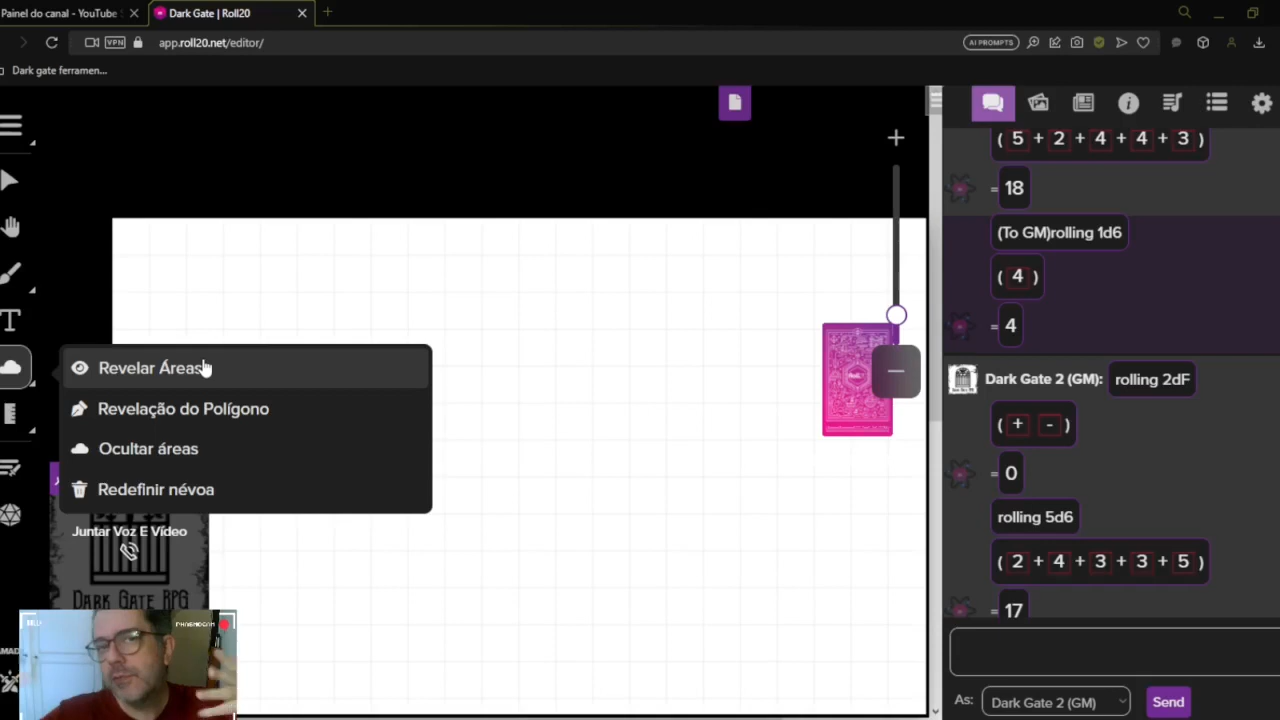 Painel do canal - YouTube
Dark Gate | Roll20
VPN
app.roll20.net/editor/
AI PROMPTS
Dark gate ferramen...
(5+2+4+4+3)
=18
(To GM)rolling 1d6
(4)
=4
Dark Gate 2 (GM): rolling 2dF
(+ -)
=0
rolling 5d6
(2+4+3+3+5)
=17
Revelar Áreas
Revelação do Polígono
Ocultar áreas
Redefinir névoa
Juntar Voz E Vídeo
DARK GATE RPG
As: Dark Gate 2 (GM)
Send